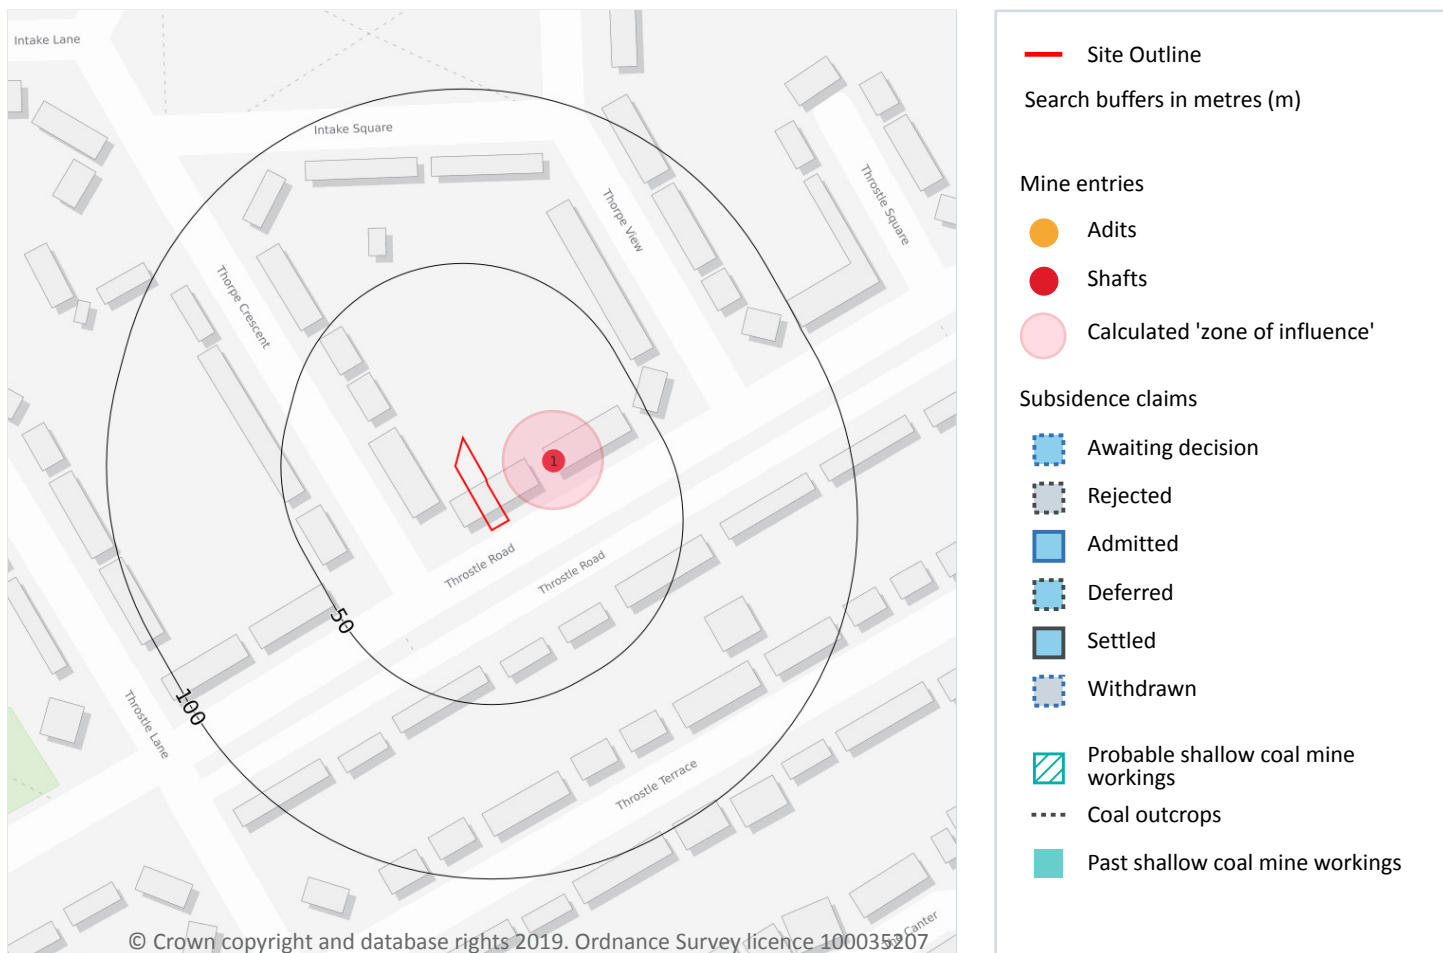 Intake Lane
Intake Square
Thorpe View
Throstle Square
Thorpe Crescent
1
Throstle Road
Throstle Road
50
100
Throstle Lane
Throstle Terrace
The Canter
© Crown copyright and database rights 2019. Ordnance Survey licence 100035207
Site Outline
Search buffers in metres (m)
Mine entries
Adits
Shafts
Calculated 'zone of influence'
Subsidence claims
Awaiting decision
Rejected
Admitted
Deferred
Settled
Withdrawn
Probable shallow coal mine
workings
Coal outcrops
Past shallow coal mine workings